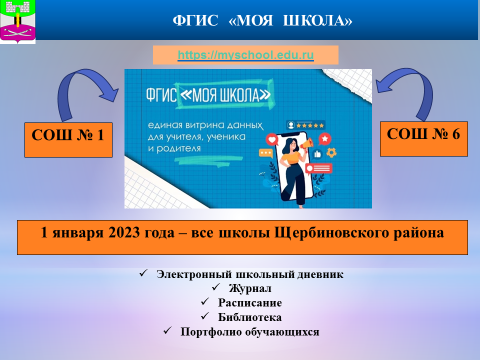 ФГИС «МОЯ ШКОЛА»
https://myschool.edu.ru
СОШ № 1
ФГИС «МОЯ ШКОЛА»
единая витрина данных
для учителя, ученика
и родителя
СОШ № 6
1 января 2023 года – все школы Щербиновского района
✓ Электронный школьный дневник
✓ Журнал
✓ Расписание
✓ Библиотека
✓ Портфолио обучающихся